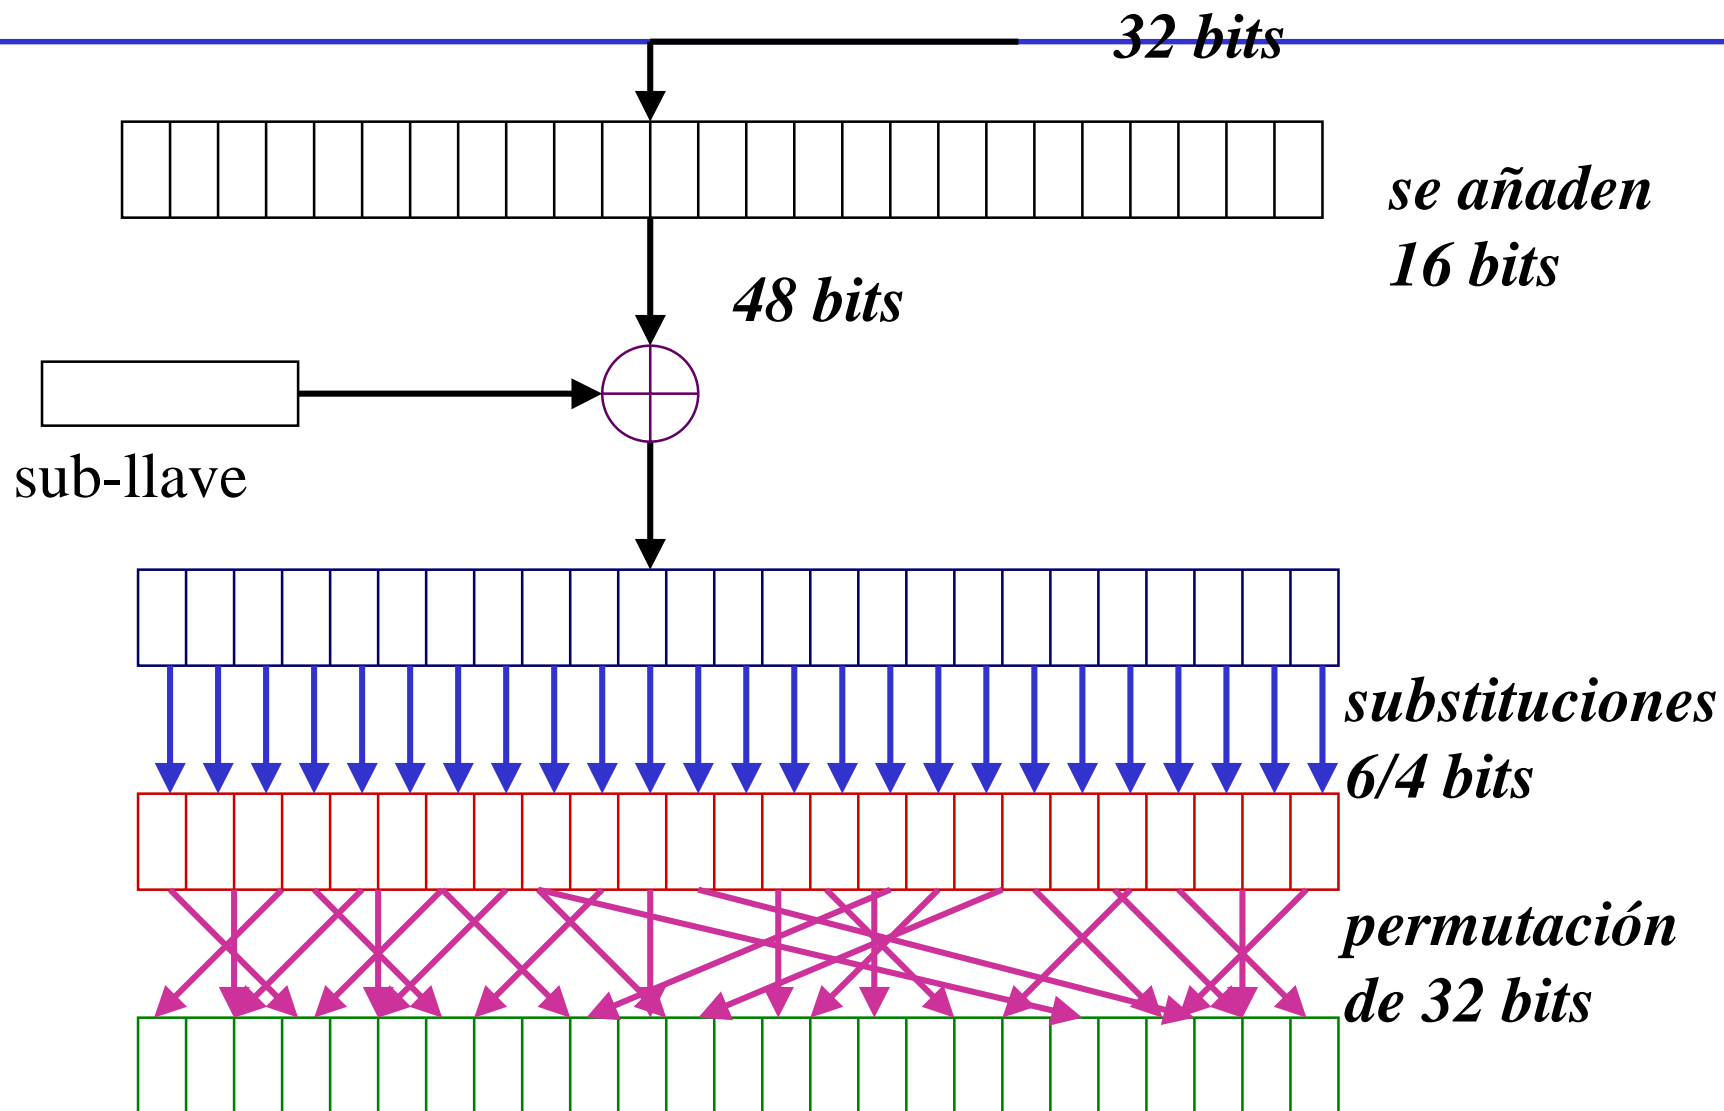 32 bits
se añaden
16 bits
48 bits
sub-llave
substituciones
6/4 bits
permutación
de 32 bits